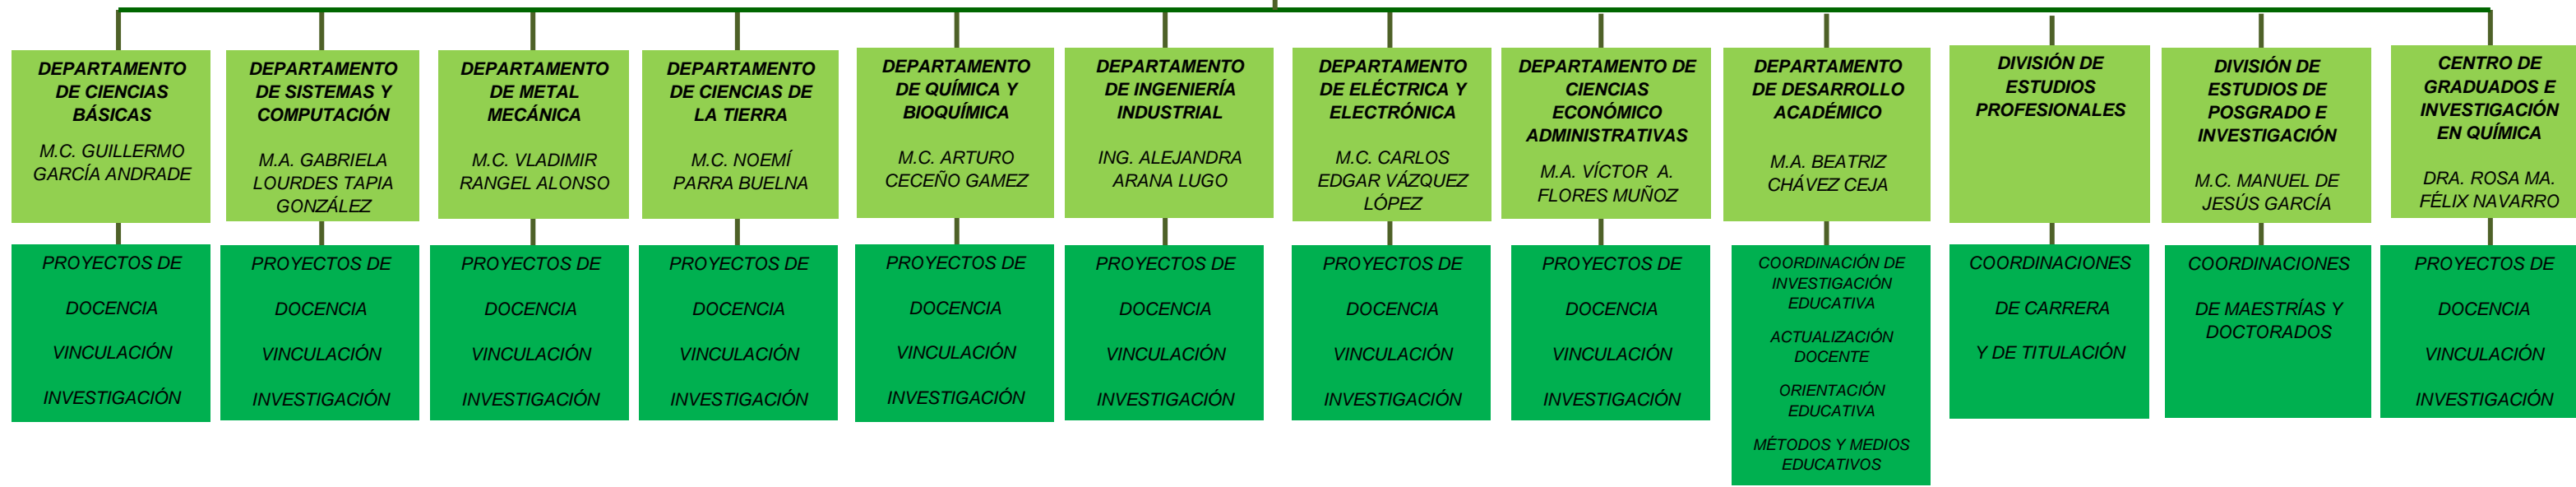 DEPARTAMENTO
DE CIENCIAS
BÁSICAS
M.C. GUILLERMO
GARCÍA ANDRADE
DEPARTAMENTO
DE SISTEMAS Y
COMPUTACIÓN
M.A. GABRIELA
LOURDES TAPIA
GONZÁLEZ
DEPARTAMENTO
DE METAL
MECÁNICA
M.C. VLADIMIR
RANGEL ALONSO
DEPARTAMENTO
DE CIENCIAS DE
LA TIERRA
M.C. NOEMÍ
PARRA BUELNA
DEPARTAMENTO
DE QUÍMICA Y
BIOQUÍMICA
M.C. ARTURO
CECEÑO GAMEZ
DEPARTAMENTO
DE INGENIERÍA
INDUSTRIAL
ING. ALEJANDRA
ARANA LUGO
DEPARTAMENTO
DE ELÉCTRICA Y
ELECTRÓNICA
M.C. CARLOS
EDGAR VÁZQUEZ
LÓPEZ
DEPARTAMENTO DE
CIENCIAS
ECONÓMICO
ADMINISTRATIVAS
M.A. VÍCTOR A.
FLORES MUÑOZ
DEPARTAMENTO
DE DESARROLLO
ACADÉMICO
M.A. BEATRIZ
CHÁVEZ CEJA
DIVISIÓN DE
ESTUDIOS
PROFESIONALES
DIVISIÓN DE
ESTUDIOS DE
POSGRADO E
INVESTIGACIÓN
M.C. MANUEL DE
JESÚS GARCÍA
CENTRO DE
GRADUADOS E
INVESTIGACIÓN
EN QUÍMICA
DRA. ROSA MA.
FÉLIX NAVARRO
PROYECTOS DE
DOCENCIA
VINCULACIÓN
INVESTIGACIÓN
PROYECTOS DE
DOCENCIA
VINCULACIÓN
INVESTIGACIÓN
PROYECTOS DE
DOCENCIA
VINCULACIÓN
INVESTIGACIÓN
PROYECTOS DE
DOCENCIA
VINCULACIÓN
INVESTIGACIÓN
PROYECTOS DE
DOCENCIA
VINCULACIÓN
INVESTIGACIÓN
PROYECTOS DE
DOCENCIA
VINCULACIÓN
INVESTIGACIÓN
PROYECTOS DE
DOCENCIA
VINCULACIÓN
INVESTIGACIÓN
PROYECTOS DE
DOCENCIA
VINCULACIÓN
INVESTIGACIÓN
COORDINACIÓN DE
INVESTIGACIÓN
EDUCATIVA
ACTUALIZACIÓN
DOCENTE
ORIENTACIÓN
EDUCATIVA
MÉTODOS Y MEDIOS
EDUCATIVOS
COORDINACIONES
DE CARRERA
Y DE TITULACIÓN
COORDINACIONES
DE MAESTRÍAS Y
DOCTORADOS
PROYECTOS DE
DOCENCIA
VINCULACIÓN
INVESTIGACIÓN